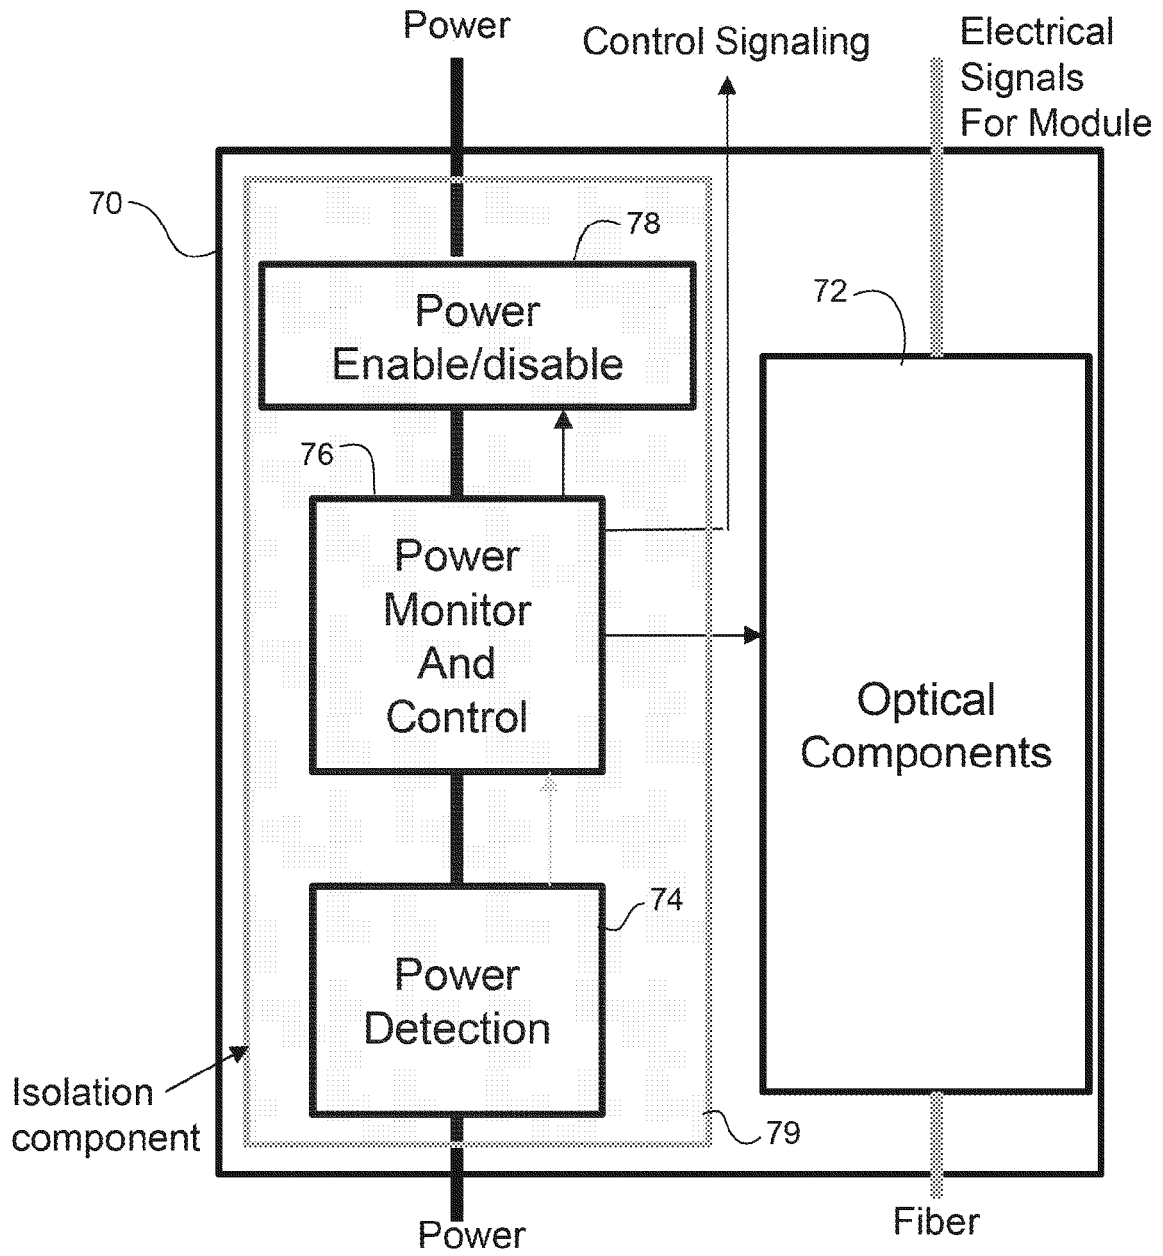 Power
Control Signaling
Electrical
Signals
For Module
70
78
Power
Enable/disable
72
76
Power
Monitor
And
Control
Optical
Components
74
Power
Detection
Isolation
component
79
Power
Fiber